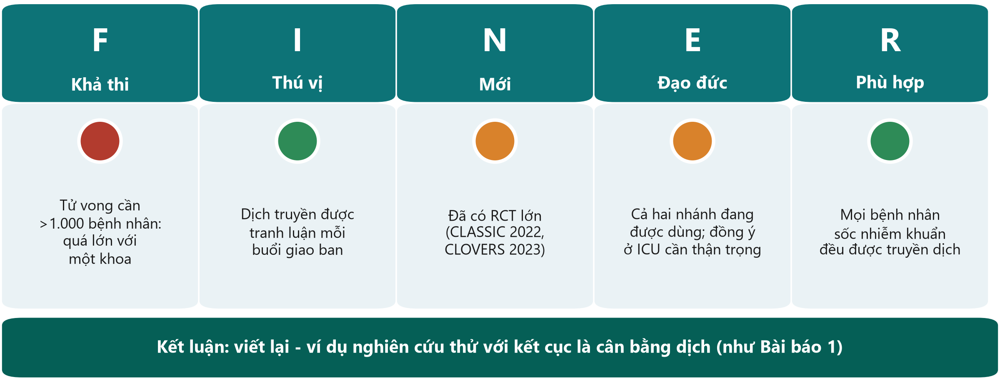 F
Khả thi
I
Thú vị
N
Mới
E
Đạo đức
R
Phù hợp
Tử vong cần
>1.000 bệnh nhân:
quá lớn với
một khoa
Dịch truyền được
tranh luận mỗi
buổi giao ban
Đã có RCT lớn
(CLASSIC 2022,
CLOVERS 2023)
Cả hai nhánh đang
được dùng; đồng ý
ở ICU cần thận trọng
Mọi bệnh nhân
sốc nhiễm khuẩn
đều được truyền dịch
Kết luận: viết lại - ví dụ nghiên cứu thử với kết cục là cân bằng dịch (như Bài báo 1)